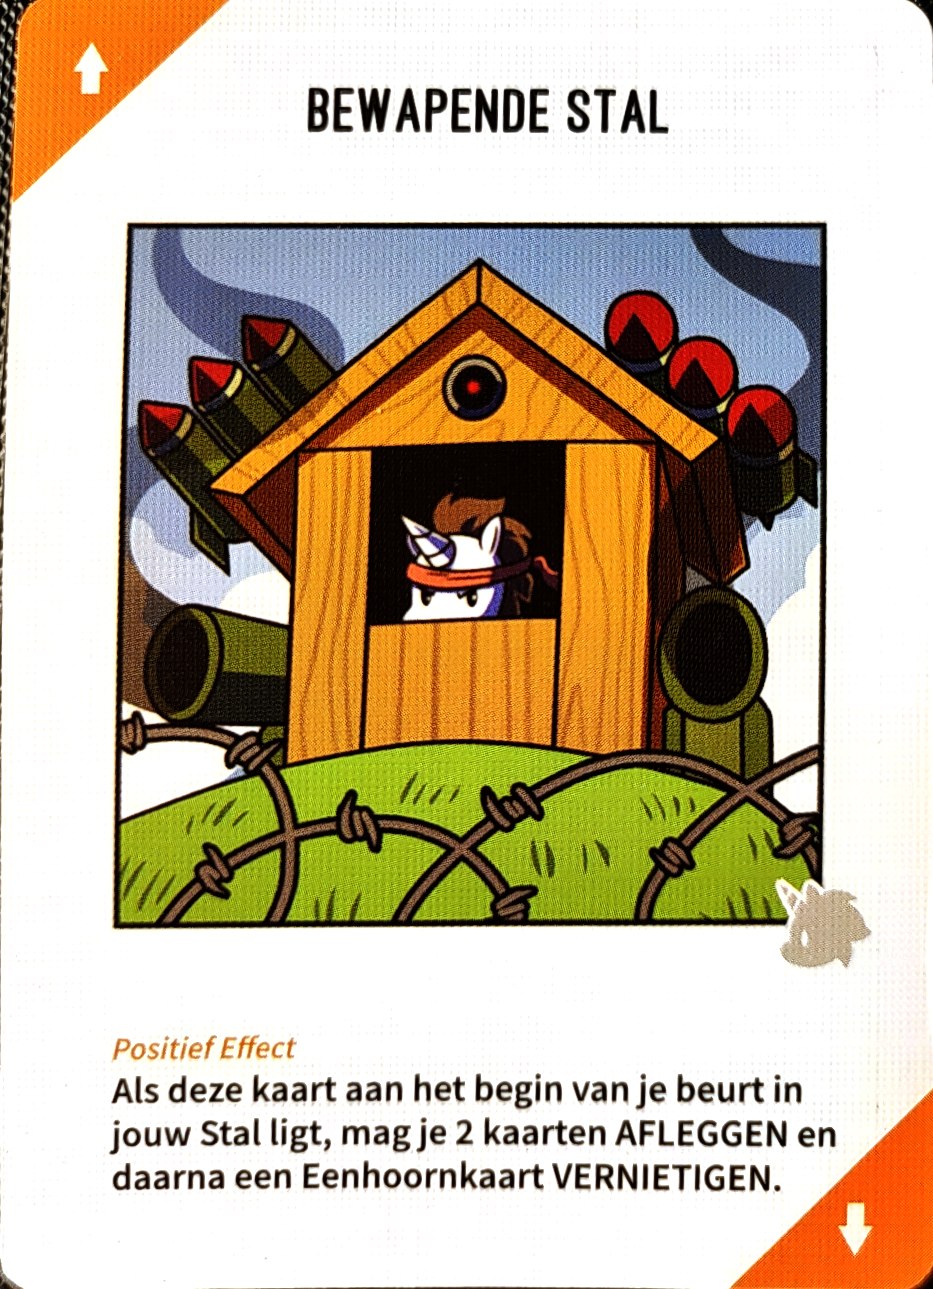 BEWAPENDE STAL
Positief Effect
Als deze kaart aan het begin van je beurt in
jouw Stal ligt, mag je 2 kaarten AFLEGGEN en
daarna een Eenhoornkaart VERNIETIGEN.